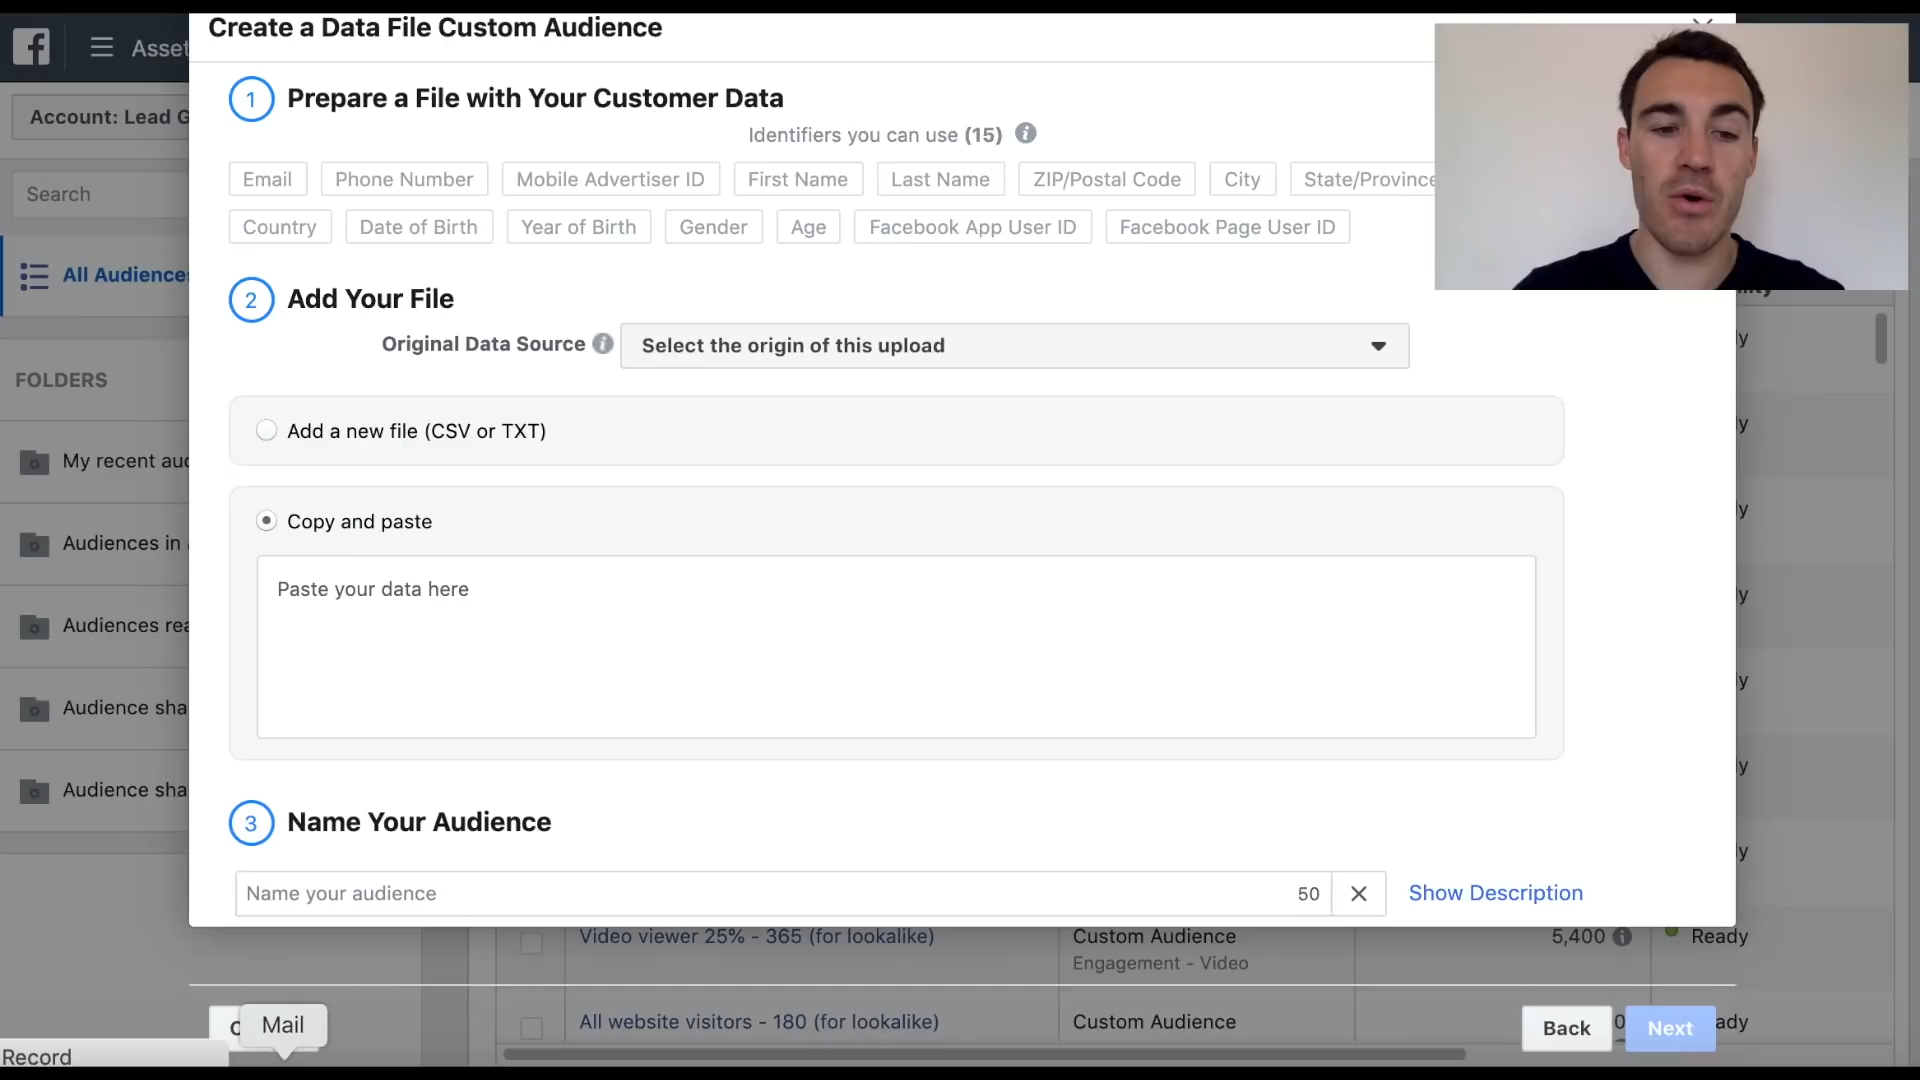 Create a Data File Custom Audience
Asset
Account: Lead G
Search
All Audiences
FOLDERS
My recent aud
Audiences in a
Audiences rea
Audience sha
Audience sha
1 Prepare a File with Your Customer Data
Identifiers you can use (15)
Email Phone Number Mobile Advertiser ID First Name Last Name ZIP/Postal Code City State/Province
Country Date of Birth Year of Birth Gender Age Facebook App User ID Facebook Page User ID
2 Add Your File
Original Data Source Select the origin of this upload
Add a new file (CSV or TXT)
Copy and paste
Paste your data here
3 Name Your Audience
Name your audience 50 Show Description
Video viewer 25% - 365 (for lookalike) Custom Audience 5,400 Ready
Engagement - Video
All website visitors - 180 (for lookalike) Custom Audience
Mail
Back Next
Record